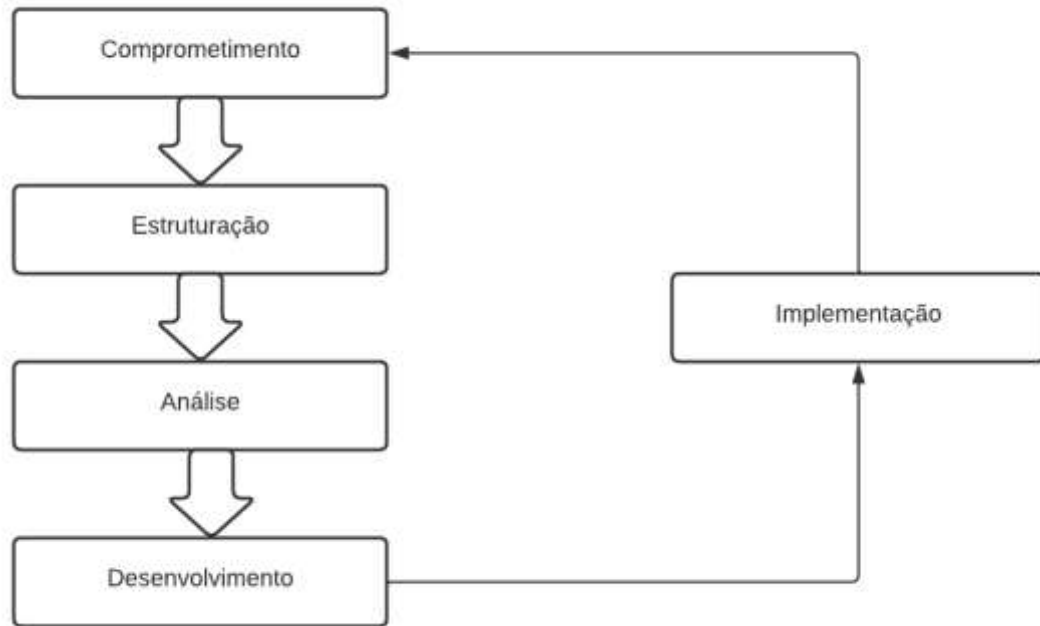 Comprometimento
Estruturação
Análise
Desenvolvimento
Implementação